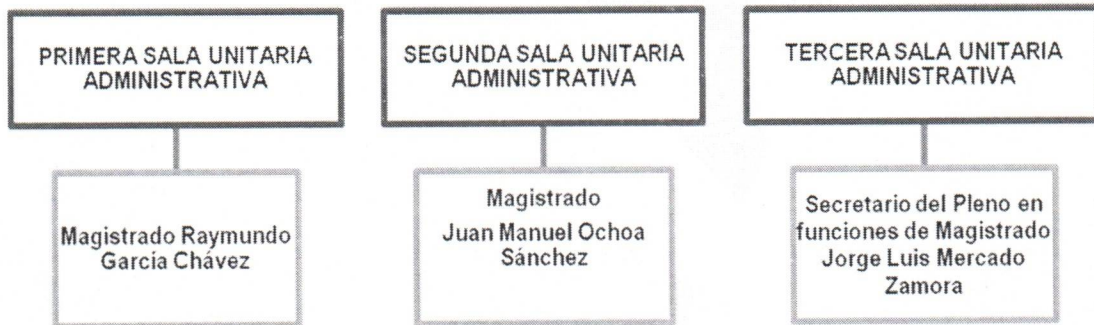 PRIMERA SALA UNITARIA
ADMINISTRATIVA
Magistrado Raymundo
Garcia Chávez
SEGUNDA SALA UNITARIA
ADMINISTRATIVA
Magistrado
Juan Manuel Ochoa
Sánchez
TERCERA SALA UNITARIA
ADMINISTRATIVA
Secretario del Pleno en
funciones de Magistrado
Jorge Luis Mercado
Zamora